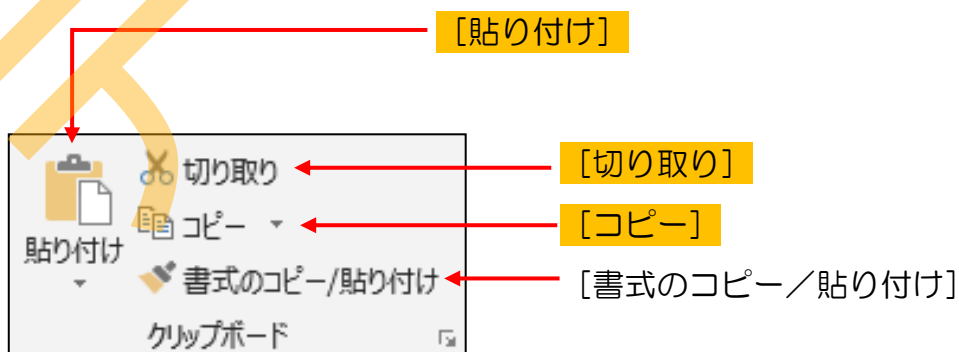 [貼り付け]
切り取り
[切り取り]
コピー
[コピー]
貼り付け
書式のコピー/貼り付け
[書式のコピー／貼り付け]
クリップボード